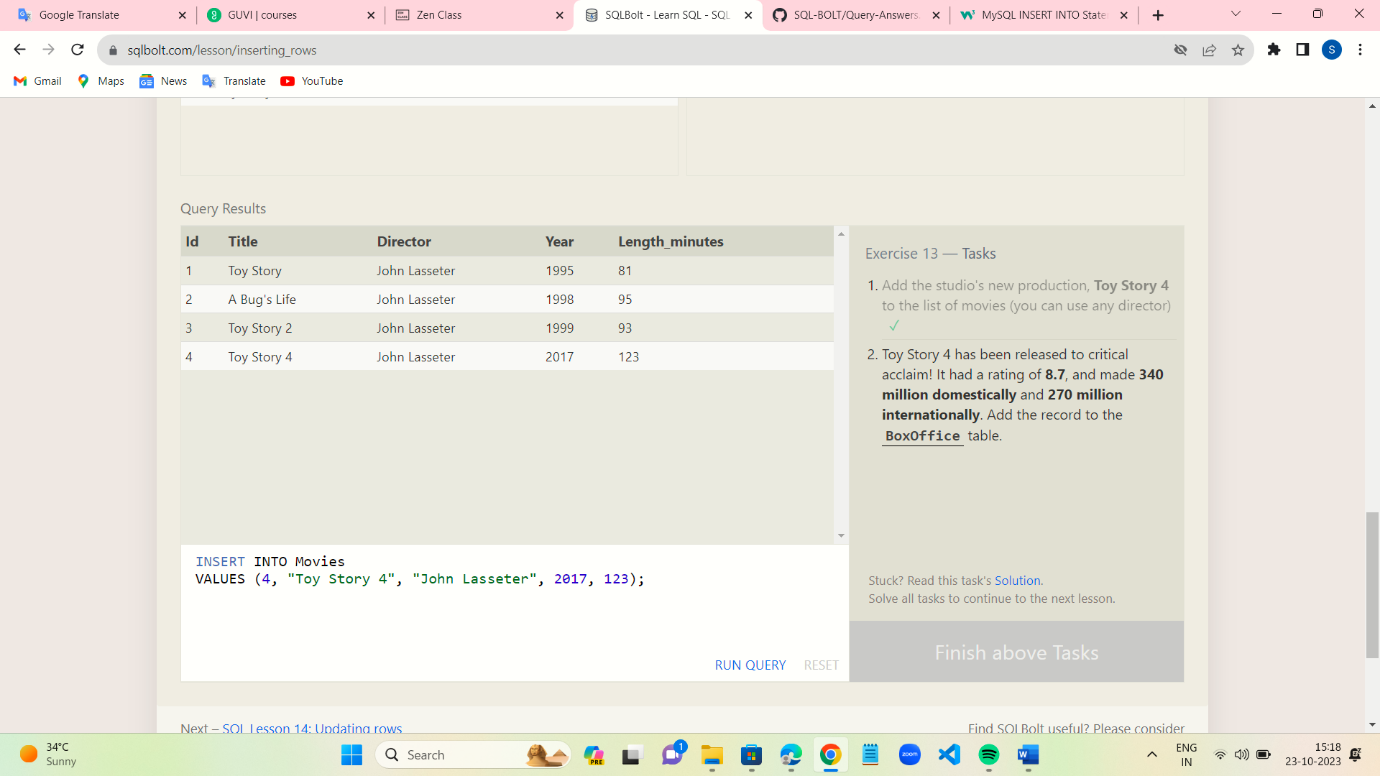 Google Translate
GUVI | courses
Zen Class
SQLBolt - Learn SQL - SQL
SQL-BOLT/Query-Answers.
MySQL INSERT INTO State
sqlbolt.com/lesson/inserting_rows
S
Gmail
Maps
News
Translate
YouTube
Query Results
Id Title Director Year Length_minutes
1 Toy Story John Lasseter 1995 81
2 A Bug's Life John Lasseter 1998 95
3 Toy Story 2 John Lasseter 1999 93
4 Toy Story 4 John Lasseter 2017 123
Exercise 13 — Tasks
1. Add the studio's new production, Toy Story 4
to the list of movies (you can use any director)
✓
2. Toy Story 4 has been released to critical
acclaim! It had a rating of 8.7, and made 340
million domestically and 270 million
internationally. Add the record to the
BoxOffice table.
Stuck? Read this task's Solution.
Solve all tasks to continue to the next lesson.
Finish above Tasks
INSERT INTO Movies
VALUES (4, "Toy Story 4", "John Lasseter", 2017, 123);
RUN QUERY RESET
Next – SQL Lesson 14: Updating rows
Find SQLBolt useful? Please consider
34°C
Sunny
Search
PRE
1
zoom
ENG
IN
15:18
23-10-2023